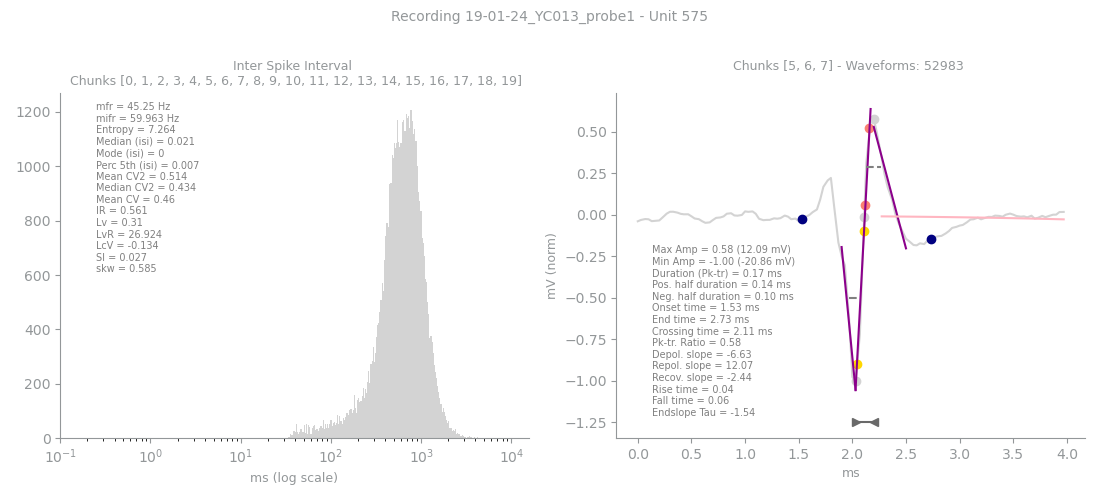 Recording 19-01-24_YC013_probe1 - Unit 575
Inter Spike Interval
Chunks [0, 1, 2, 3, 4, 5, 6, 7, 8, 9, 10, 11, 12, 13, 14, 15, 16, 17, 18, 19]
1200
1000
800
600
400
200
0
mfr = 45.25 Hz
mifr = 59.963 Hz
Entropy = 7.264
Median (isi) = 0.021
Mode (isi) = 0
Perc 5th (isi) = 0.007
Mean CV2 = 0.514
Median CV2 = 0.434
Mean CV = 0.46
IR = 0.561
Lv = 0.31
LvR = 26.924
LcV = -0.134
SI = 0.027
skw = 0.585
10⁻¹ 10⁰ 10¹ 10² 10³ 10⁴
ms (log scale)
Chunks [5, 6, 7] - Waveforms: 52983
mV (norm)
0.50
0.25
0.00
−0.25
−0.50
−0.75
−1.00
−1.25
Max Amp = 0.58 (12.09 mV)
Min Amp = -1.00 (-20.86 mV)
Duration (Pk-tr) = 0.17 ms
Pos. half duration = 0.14 ms
Neg. half duration = 0.10 ms
Onset time = 1.53 ms
End time = 2.73 ms
Crossing time = 2.11 ms
Pk-tr. Ratio = 0.58
Depol. slope = -6.63
Repol. slope = 12.07
Recov. slope = -2.44
Rise time = 0.04
Fall time = 0.06
Endslope Tau = -1.54
0.0 0.5 1.0 1.5 2.0 2.5 3.0 3.5 4.0
ms